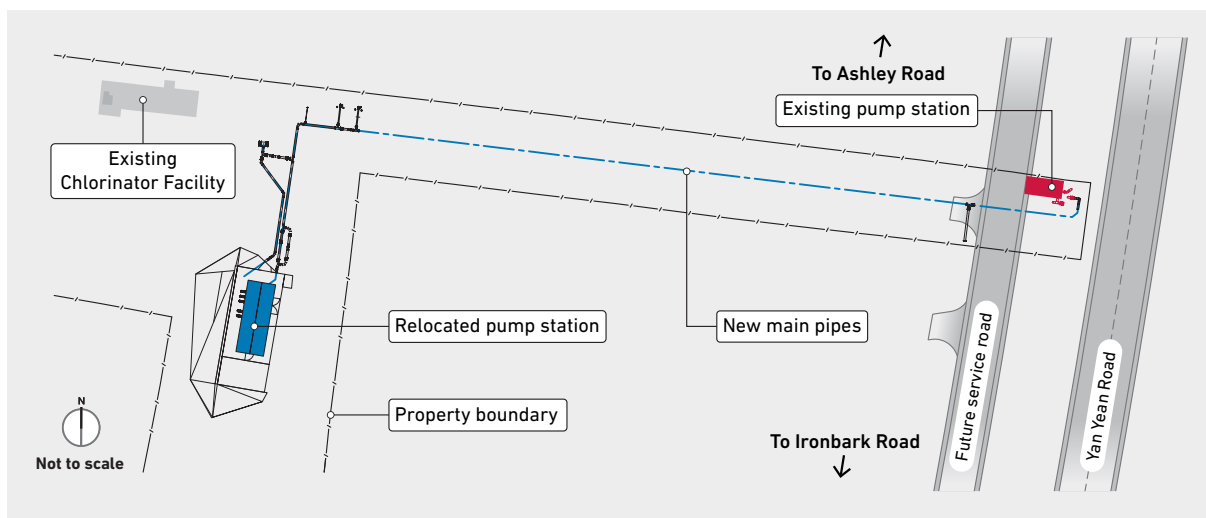 To Ashley Road
Existing pump station
Existing
Chlorinator Facility
Relocated pump station
New main pipes
Property boundary
Future service road
Yan Yean Road
To Ironbark Road
N
Not to scale